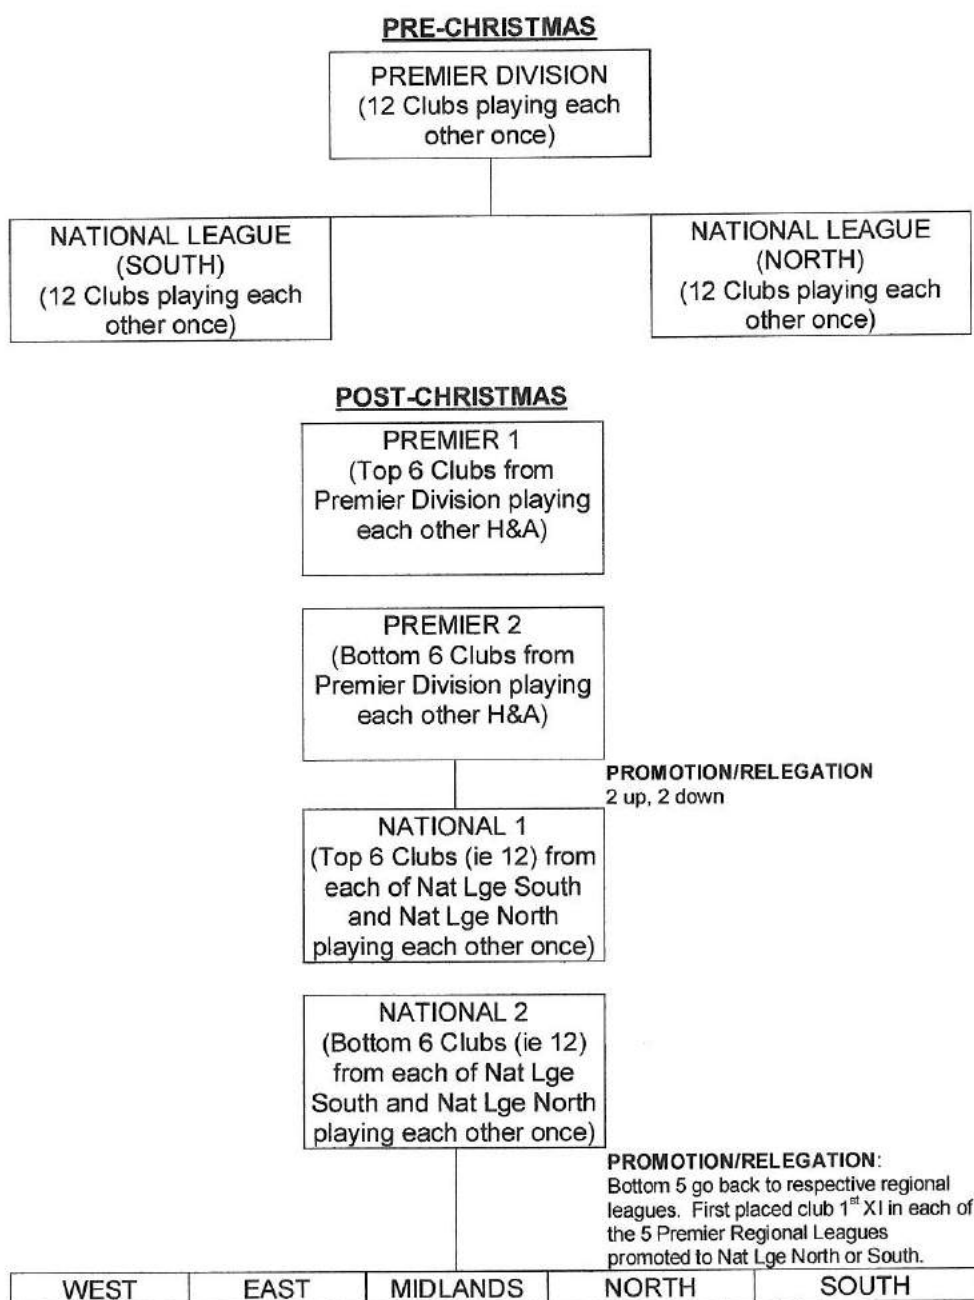 PRE-CHRISTMAS
PREMIER DIVISION
(12 Clubs playing each
other once)
NATIONAL LEAGUE
(SOUTH)
(12 Clubs playing each
other once)
NATIONAL LEAGUE
(NORTH)
(12 Clubs playing each
other once)
POST-CHRISTMAS
PREMIER 1
(Top 6 Clubs from
Premier Division playing
each other H&A)
PREMIER 2
(Bottom 6 Clubs from
Premier Division playing
each other H&A)
PROMOTION/RELEGATION
2 up, 2 down
NATIONAL 1
(Top 6 Clubs (ie 12) from
each of Nat Lge South
and Nat Lge North
playing each other once)
NATIONAL 2
(Bottom 6 Clubs (ie 12)
from each of Nat Lge
South and Nat Lge North
playing each other once)
PROMOTION/RELEGATION:
Bottom 5 go back to respective regional
leagues. First placed club 1st XI in each of
the 5 Premier Regional Leagues
promoted to Nat Lge North or South.
WEST EAST MIDLANDS NORTH SOUTH